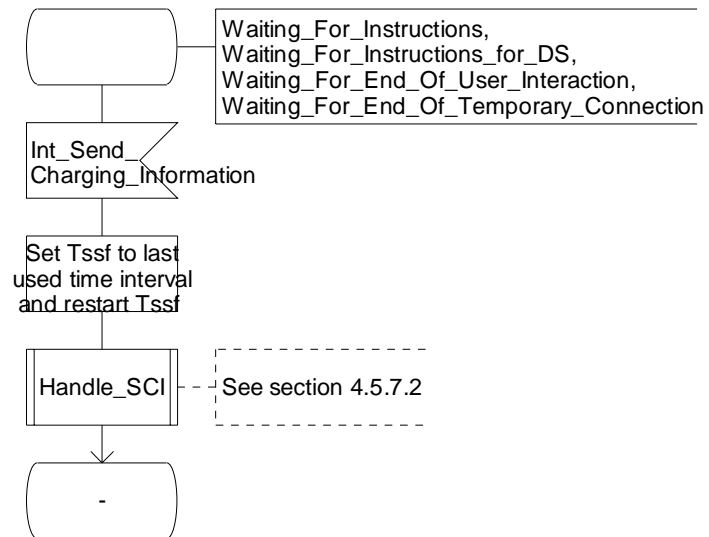 Waiting_For_Instructions,
Waiting_For_Instructions_for_DS,
Waiting_For_End_Of_User_Interaction,
Waiting_For_End_Of_Temporary_Connection
Int_Send_
Charging_Information
Set Tssf to last
used time interval
and restart Tssf
Handle_SCI
See section 4.5.7.2
-